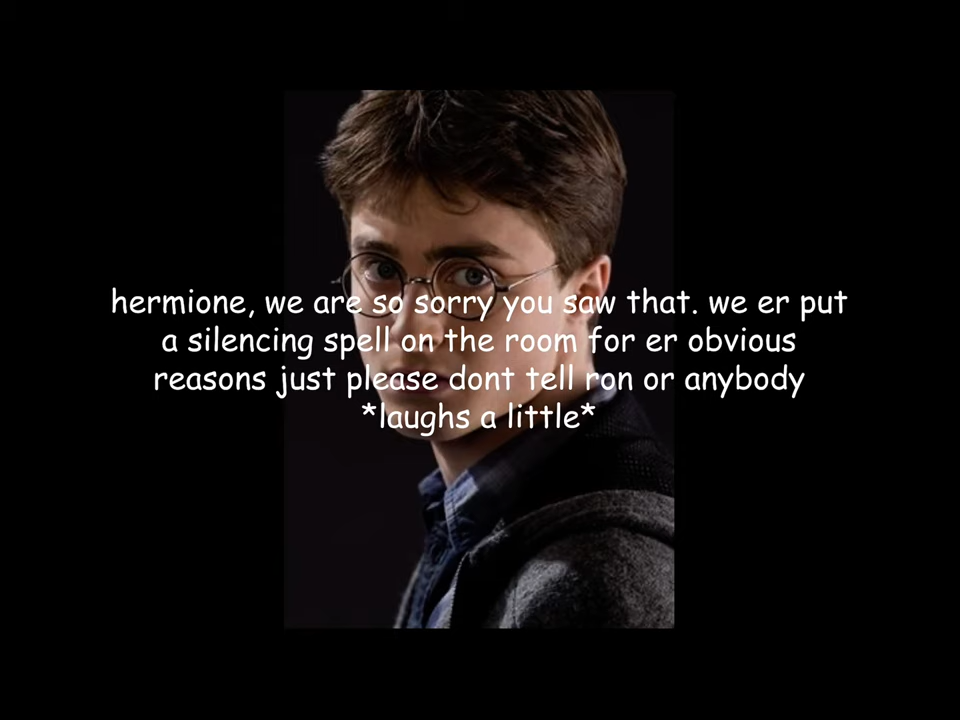 hermione, we are so sorry you saw that. we er put
a silencing spell on the room for er obvious
reasons just please dont tell ron or anybody
*laughs a little*